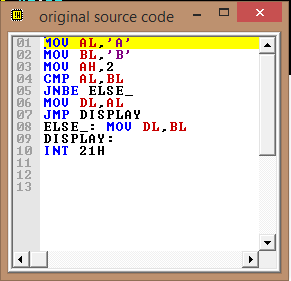 original source code
01 MOV AL,'A'
02 MOV BL,'B'
03 MOV AH,2
04 CMP AL,BL
05 JNBE ELSE_
06 MOV DL,AL
07 JMP DISPLAY
08 ELSE_: MOV DL,BL
09 DISPLAY:
10 INT 21H
11
12
13